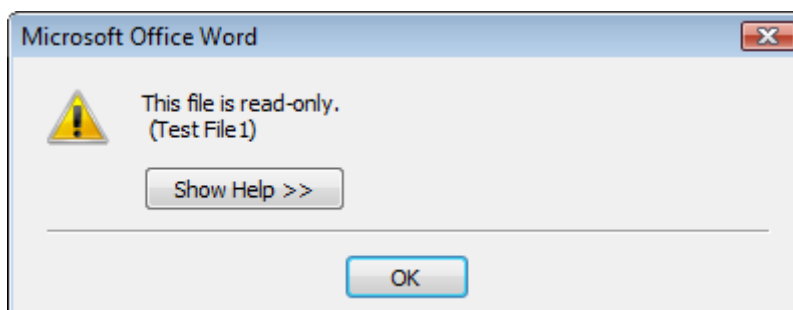 Microsoft Office Word
This file is read-only.
(Test File1)
Show Help >>
OK